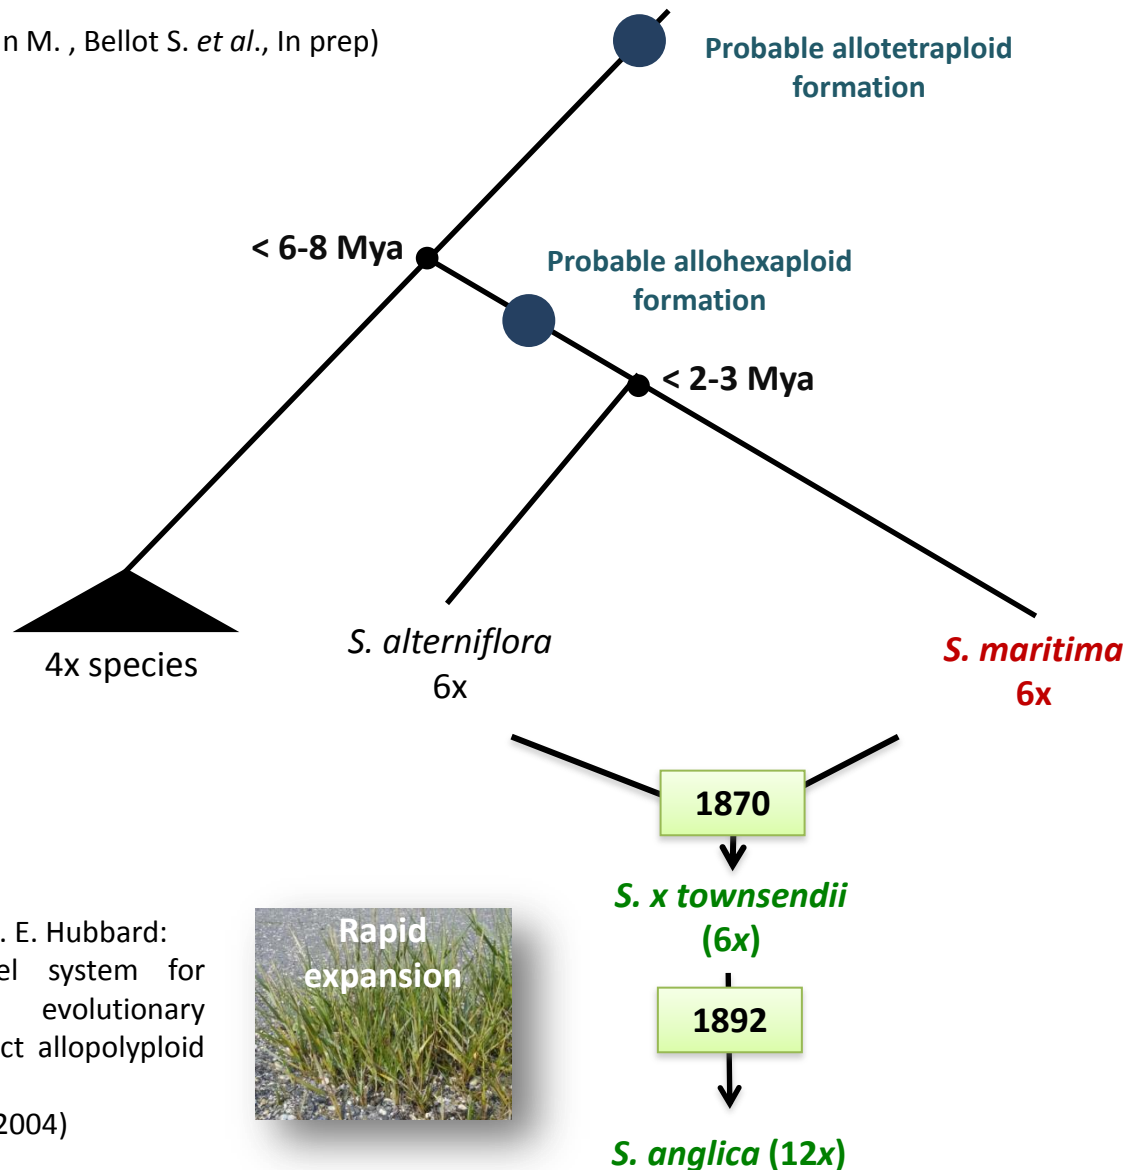 n M. , Bellot S. et al., In prep)
Probable allotetraploid
formation
< 6-8 Mya
Probable allohexaploid
formation
< 2-3 Mya
4x species
S. alterniflora
6x
S. maritima
6x
1870
S. x townsendii
(6x)
. E. Hubbard:
el system for
evolutionary
ct allopolyploid
2004)
Rapid
expansion
1892
S. anglica (12x)